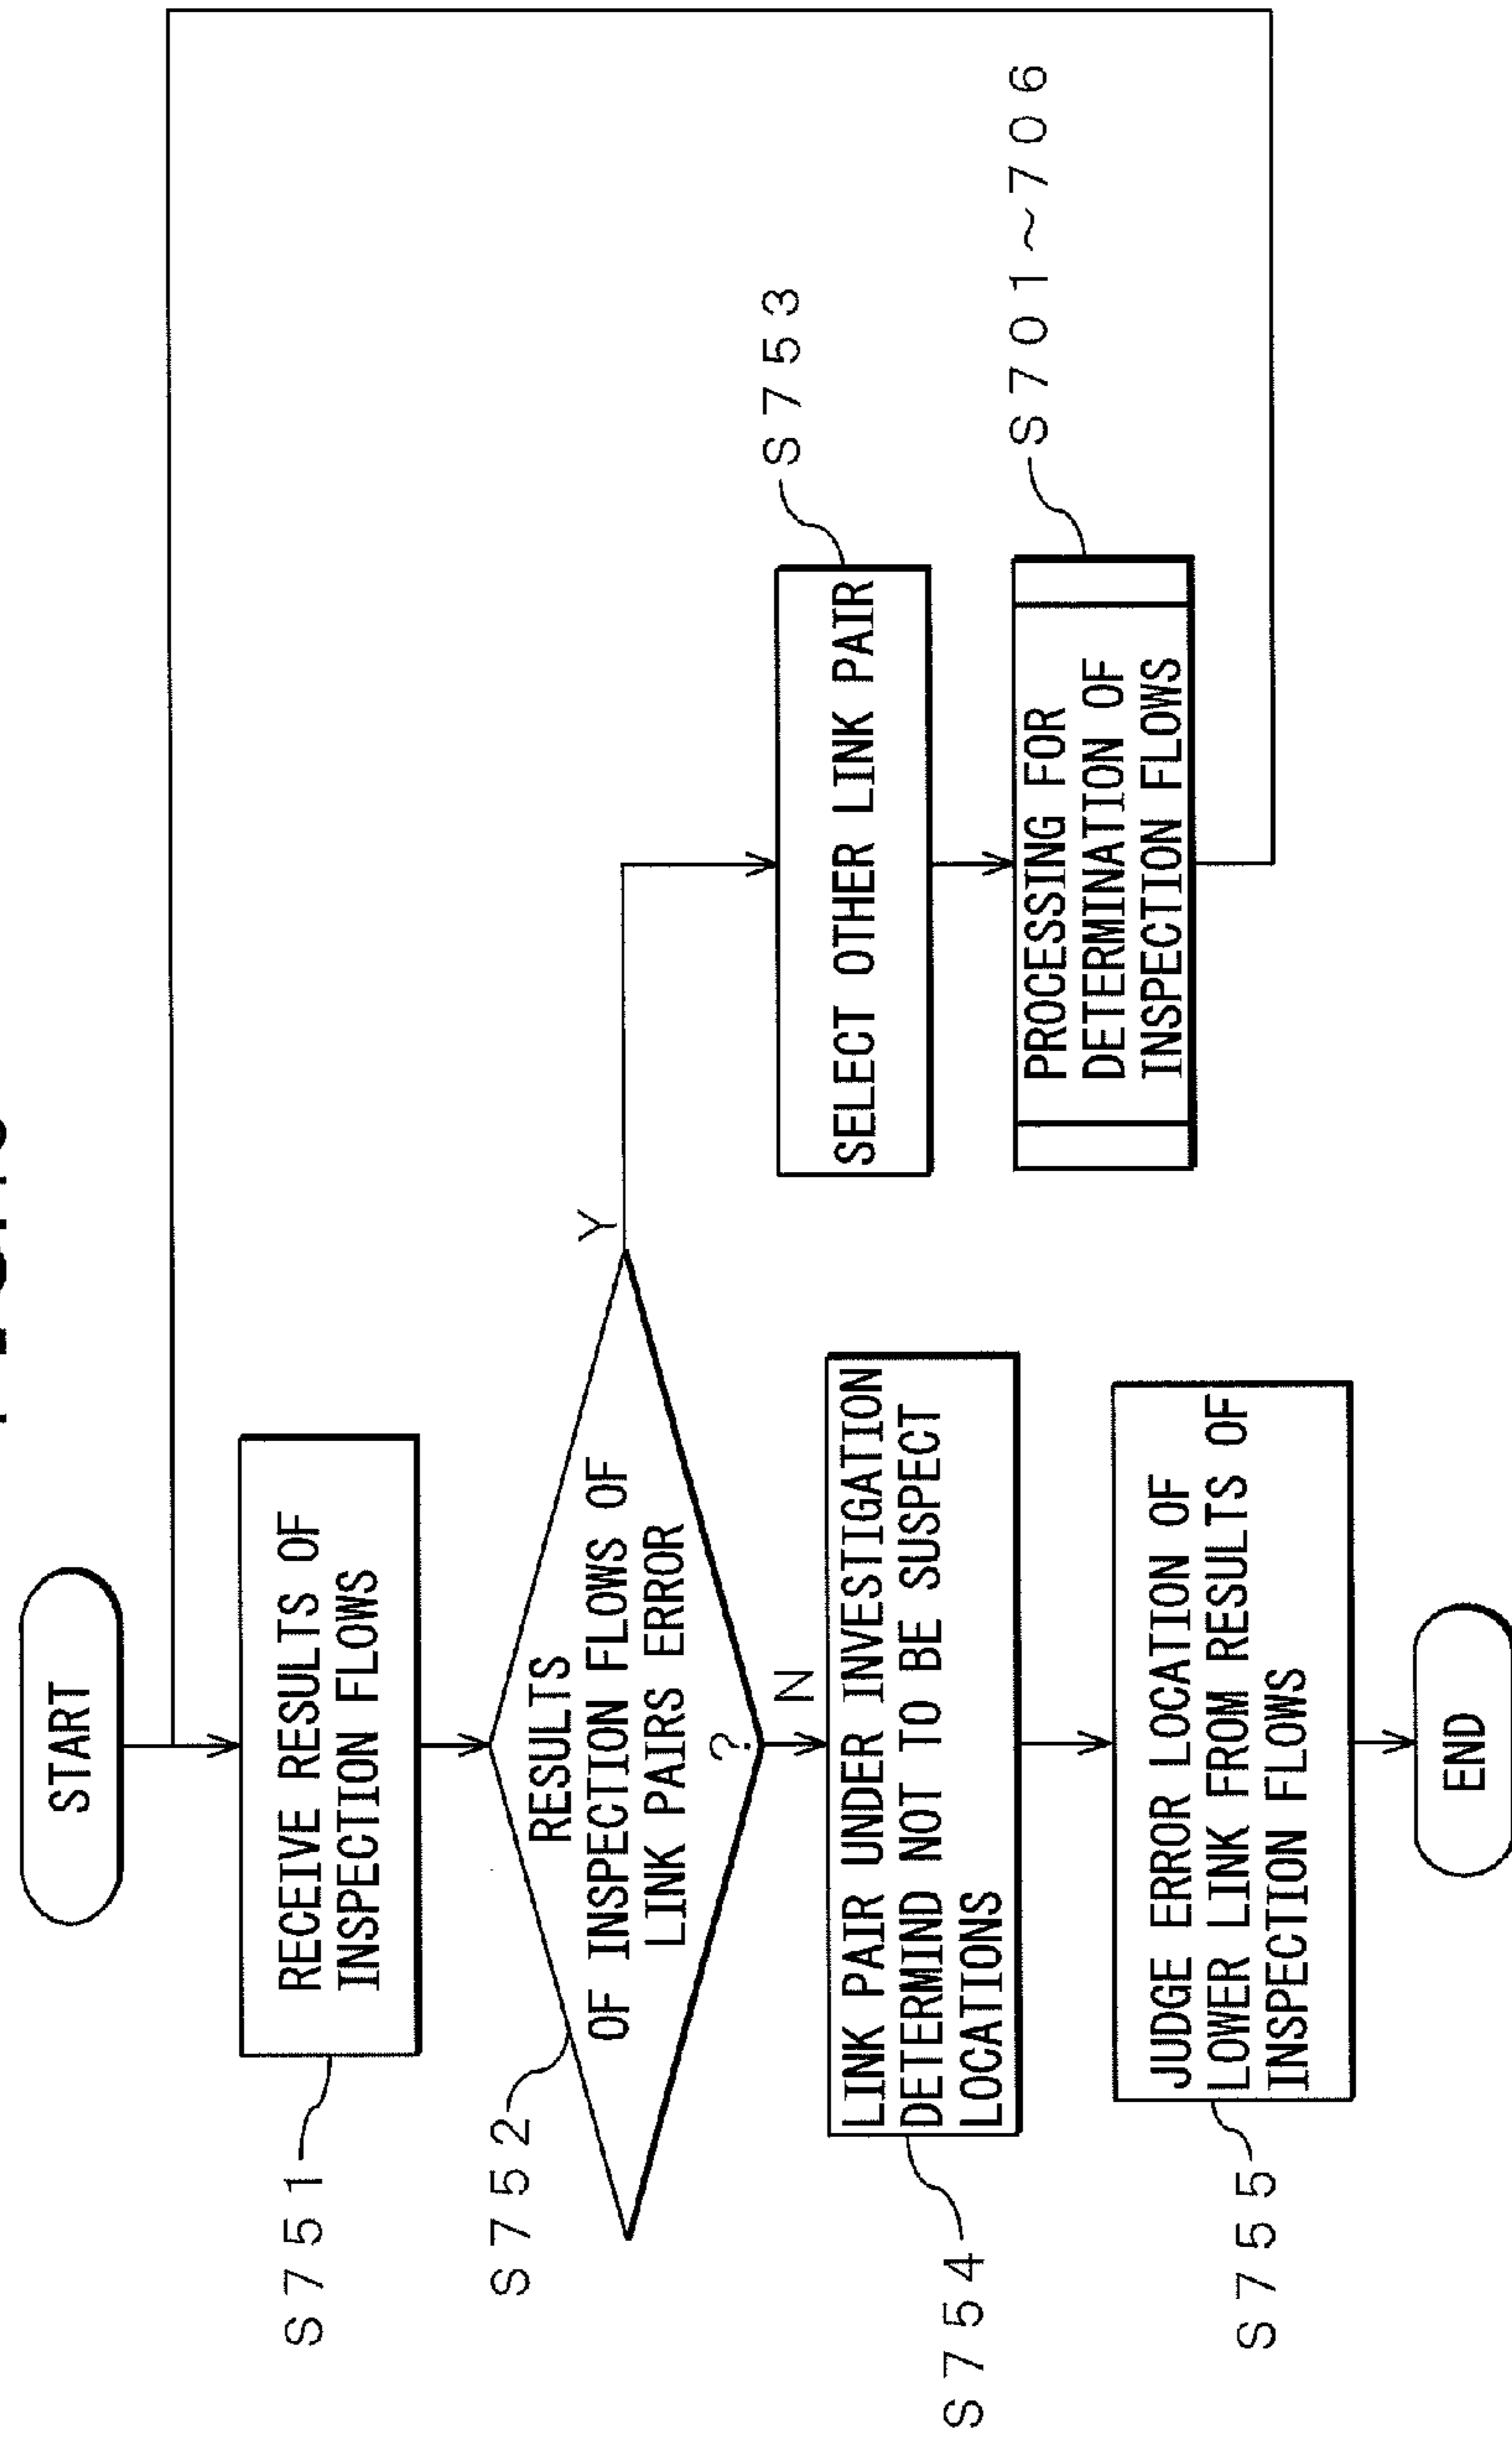 START
S751
RECEIVE RESULTS OF
INSPECTION FLOWS
S752
RESULTS
OF INSPECTION FLOWS OF
LINK PAIRS ERROR
?
Y
N
S753
SELECT OTHER LINK PAIR
S701~706
PROCESSING FOR
DETERMINATION OF
INSPECTION FLOWS
S754
LINK PAIR UNDER INVESTIGATION
DETERMIND NOT TO BE SUSPECT
LOCATIONS
S755
JUDGE ERROR LOCATION OF
LOWER LINK FROM RESULTS OF
INSPECTION FLOWS
END